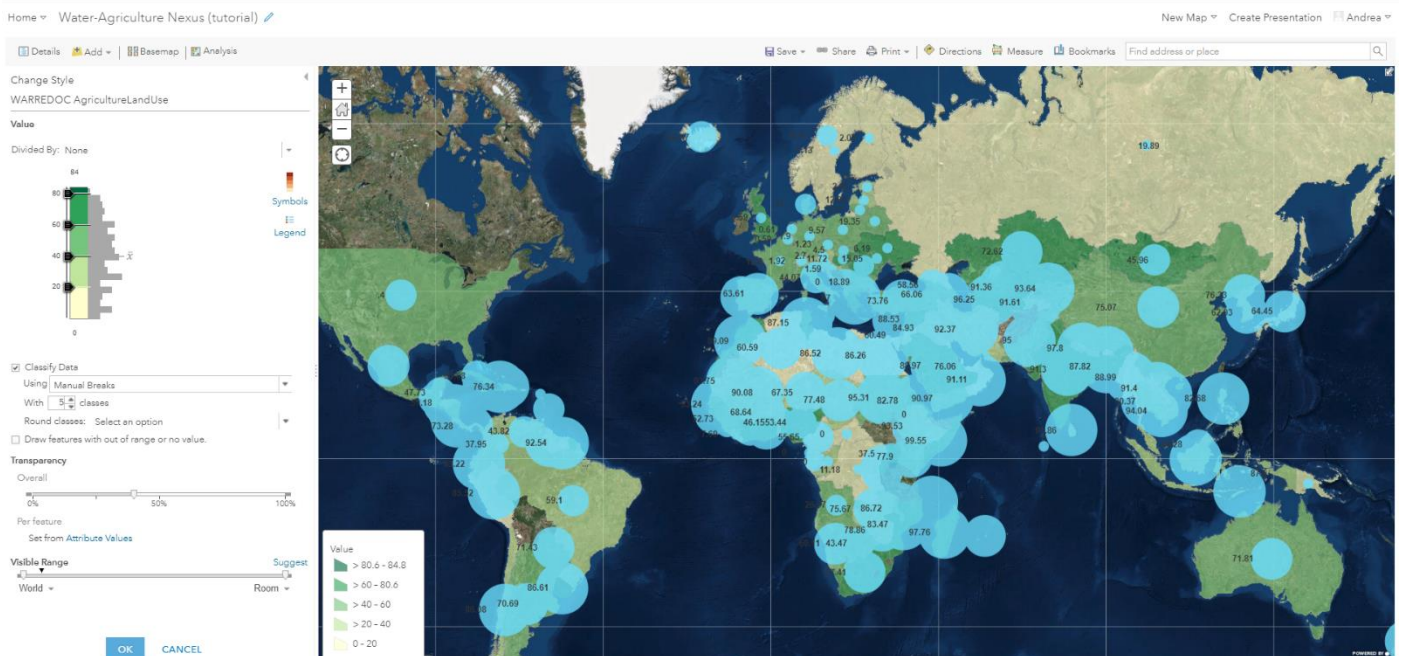 Home Water-Agriculture Nexus (tutorial)
New Map Create Presentation Andrea
Details Add Basemap Analysis
Save Share Print Directions Measure Bookmarks Find address or place
Change Style
WARREDOC AgricultureLandUse
Value
Divided By: None
84
80
60
40
20
0
x̄
Symbols
Legend
Classify Data
Using Manual Breaks
With 5 classes
Round classes: Select an option
Draw features with out of range or no value.
Transparency
Overall
0% 50% 100%
Per feature
Set from Attribute Values
Visible Range Suggest
World Room
OK CANCEL
Value
> 80.6 - 84.8
> 60 - 80.6
> 40 - 60
> 20 - 40
0 - 20
19.89
19.35
9.57
6.19
1.23
11.72
15.05
1.92
1.59
0 18.89
72.62
45.96
63.61
73.76
66.06
91.36
93.64
96.25
91.61
75.07
64.45
87.15
88.53
84.93
92.37
60.59
86.52
86.26
76.06
91.11
97.8
87.82
88.99
91.4
94.04
90.08
67.35
77.48
95.31
82.78
90.97
68.64
46.15
53.44
0
0
99.55
76.34
73.28
43.82
37.95
92.54
37.5
77.9
11.18
59.1
75.67
86.72
83.47
78.86
43.47
97.76
71.43
86.61
70.69
71.81
POWERED BY